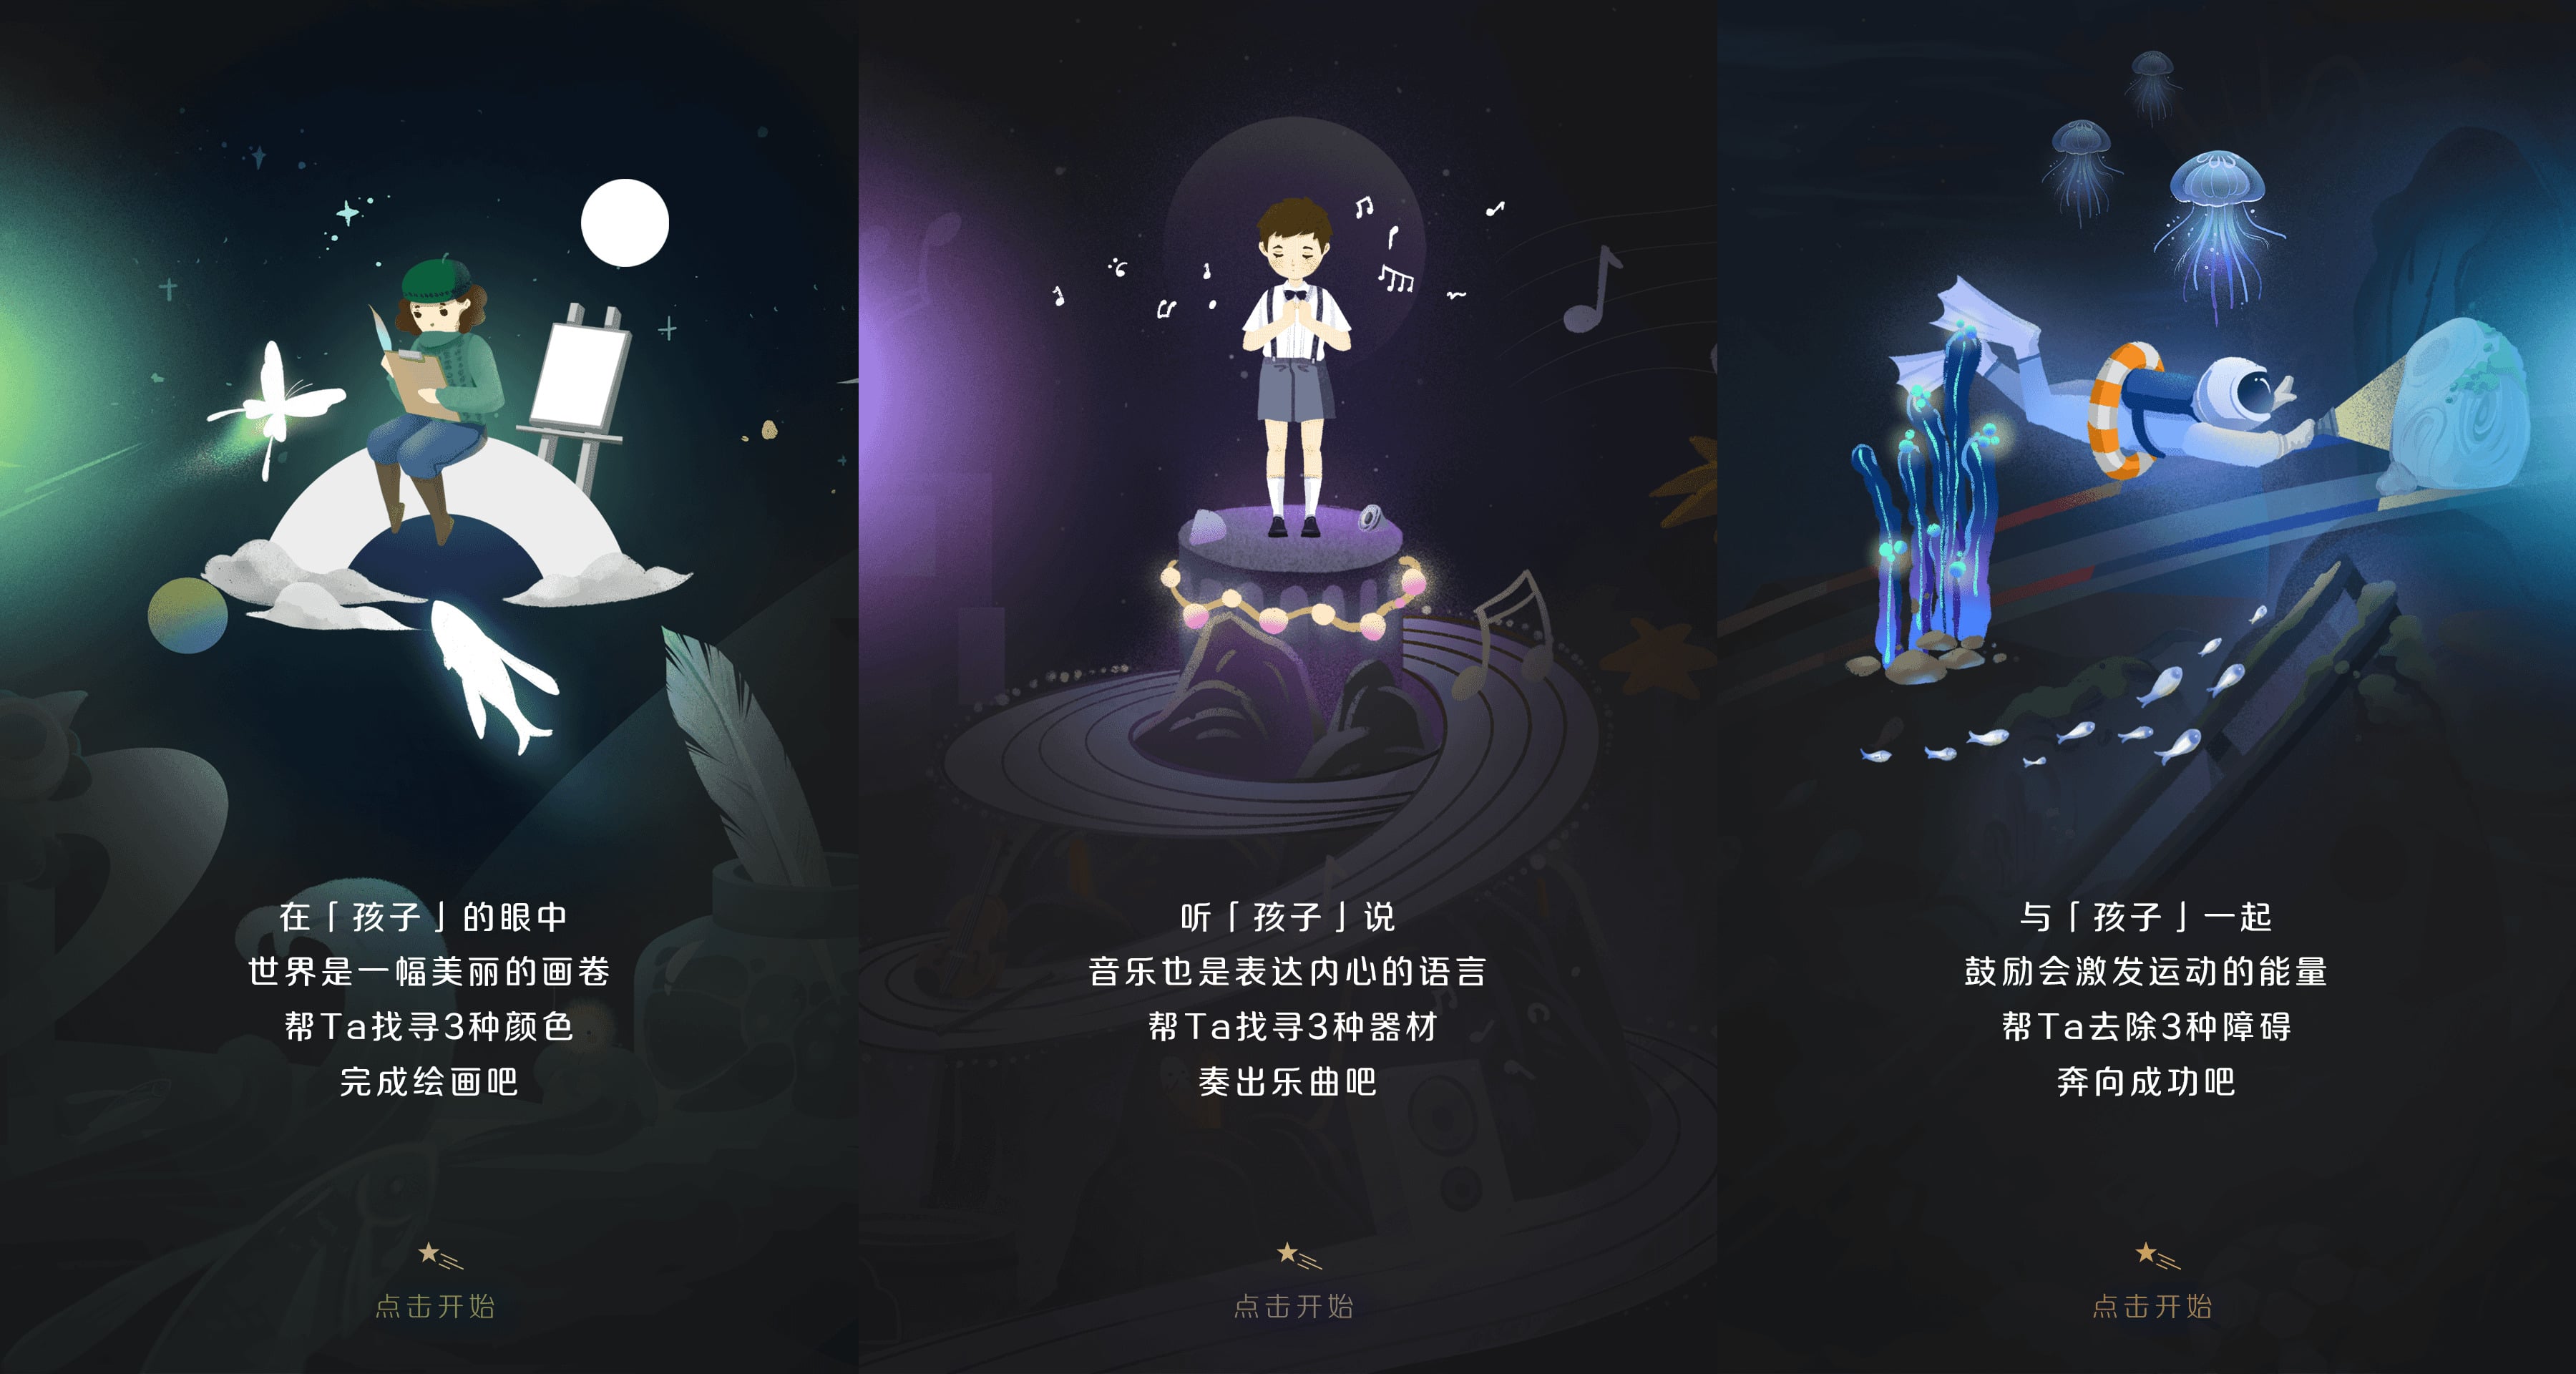 在「孩子」的眼中
世界是一幅美丽的画卷
帮Ta找寻3种颜色
完成绘画吧
点击开始
听「孩子」说
音乐也是表达内心的语言
帮Ta找寻3种器材
奏出乐曲吧
点击开始
与「孩子」一起
鼓励会激发运动的能量
帮Ta去除3种障碍
奔向成功吧
点击开始